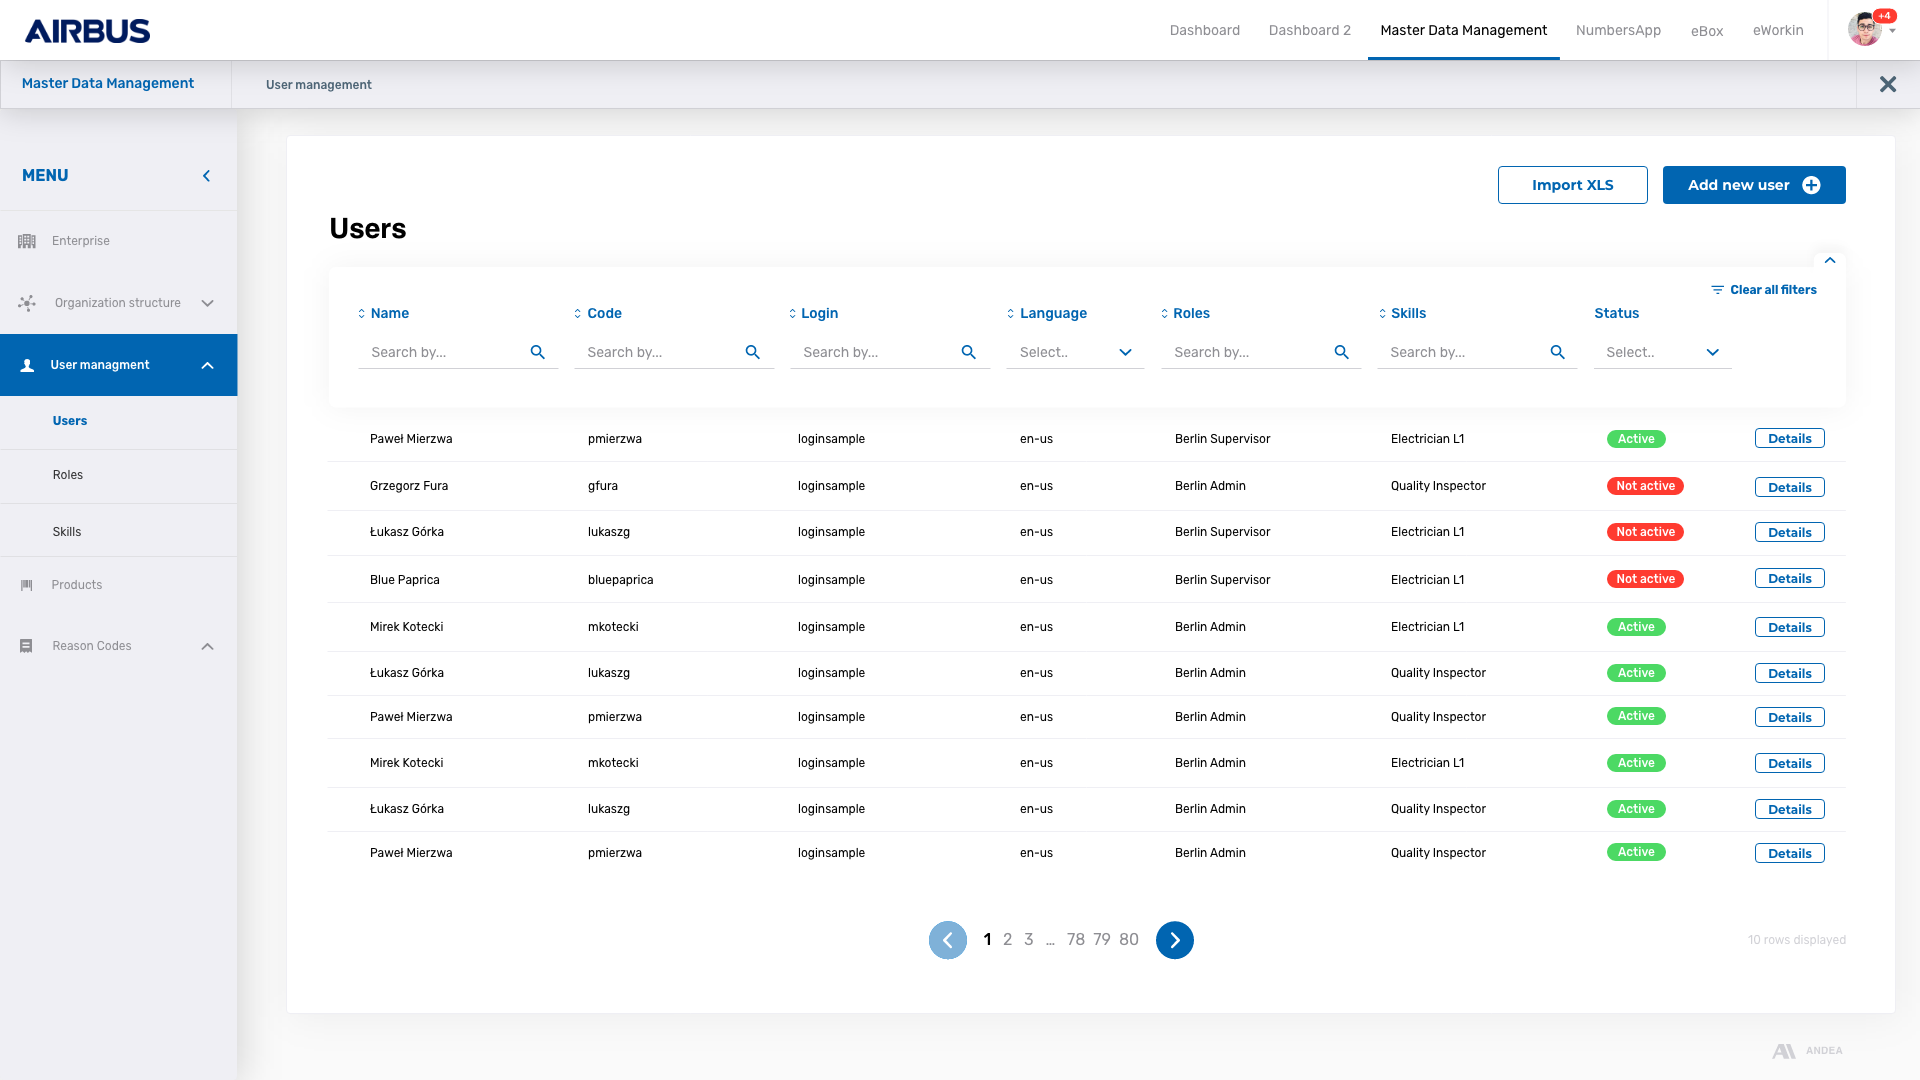 AIRBUS
Dashboard Dashboard 2 Master Data Management NumbersApp eBox eWorkin +4
Master Data Management User management
MENU
Enterprise
Organization structure
User managment
Users
Roles
Skills
Products
Reason Codes
Import XLS Add new user
Users
Clear all filters
Name Code Login Language Roles Skills Status
Search by... Search by... Search by... Select.. Search by... Search by... Select..
Paweł Mierzwa pmierzwa loginsample en-us Berlin Supervisor Electrician L1 Active Details
Grzegorz Fura gfura loginsample en-us Berlin Admin Quality Inspector Not active Details
Łukasz Górka lukaszg loginsample en-us Berlin Supervisor Electrician L1 Not active Details
Blue Paprica bluepaprica loginsample en-us Berlin Supervisor Electrician L1 Not active Details
Mirek Kotecki mkotecki loginsample en-us Berlin Admin Electrician L1 Active Details
Łukasz Górka lukaszg loginsample en-us Berlin Admin Quality Inspector Active Details
Paweł Mierzwa pmierzwa loginsample en-us Berlin Admin Quality Inspector Active Details
Mirek Kotecki mkotecki loginsample en-us Berlin Admin Electrician L1 Active Details
Łukasz Górka lukaszg loginsample en-us Berlin Admin Quality Inspector Active Details
Paweł Mierzwa pmierzwa loginsample en-us Berlin Admin Quality Inspector Active Details
1 2 3 ... 78 79 80
10 rows displayed
ANDEA